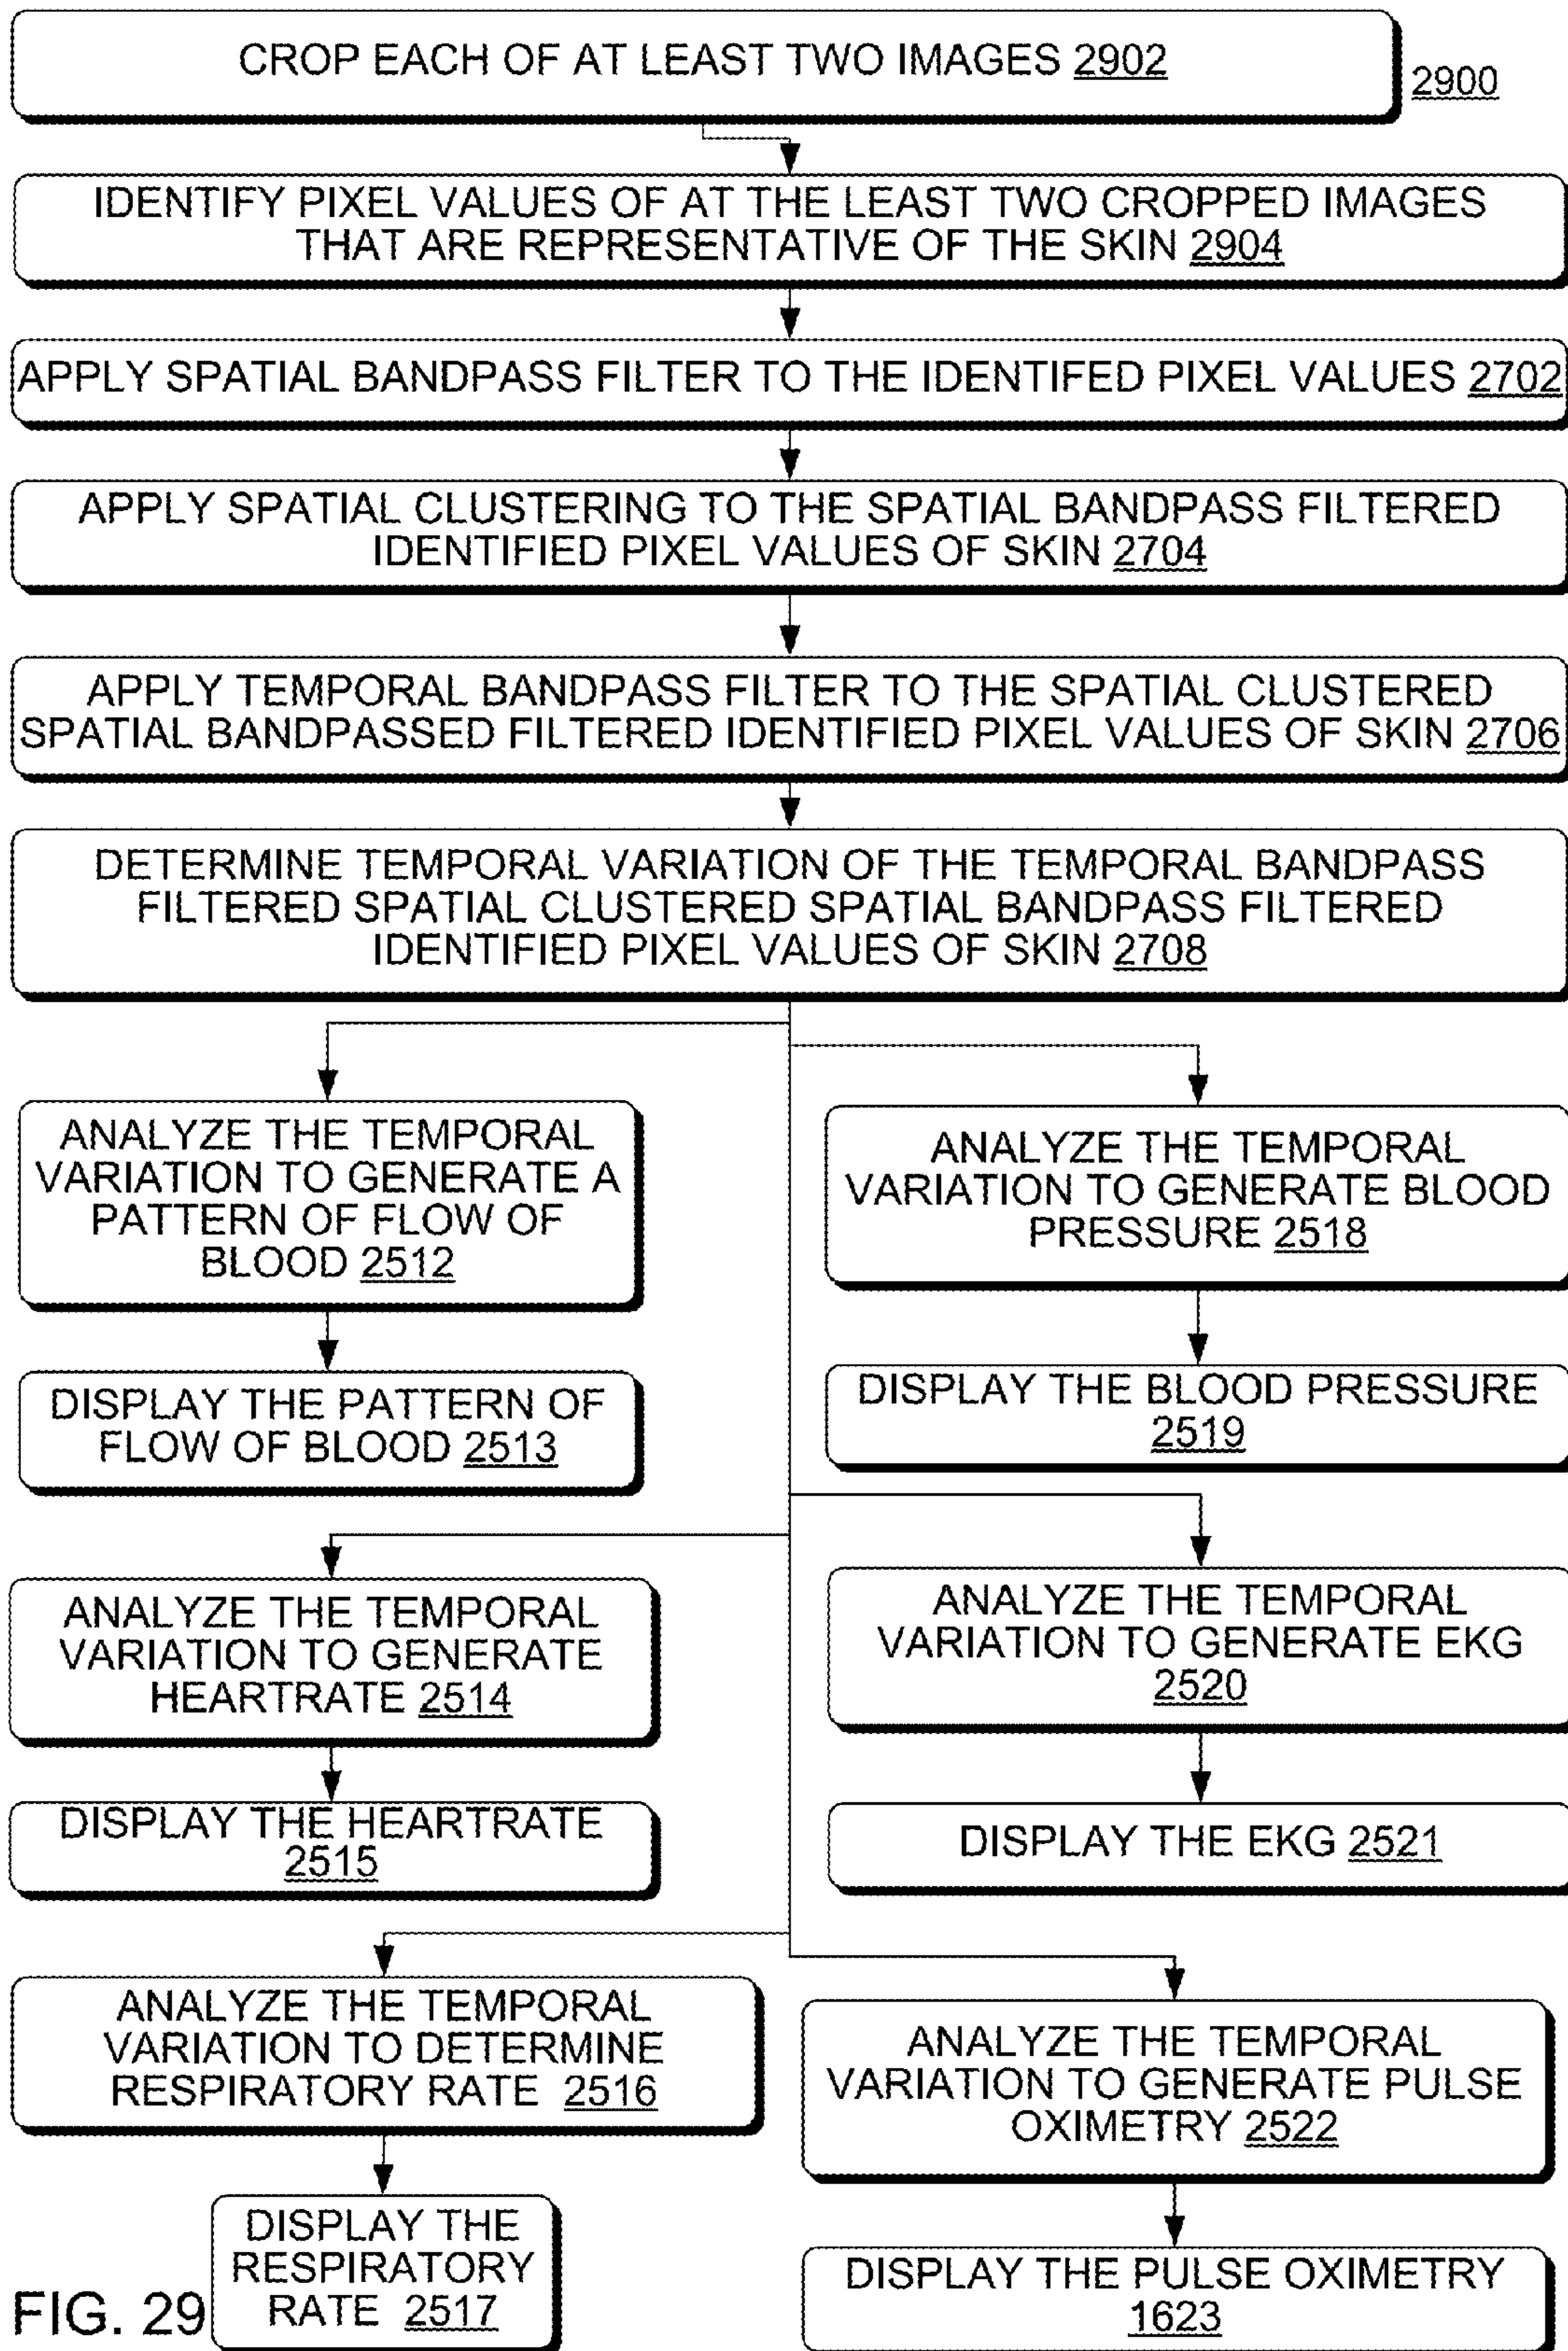 CROP EACH OF AT LEAST TWO IMAGES 2902
2900
IDENTIFY PIXEL VALUES OF AT THE LEAST TWO CROPPED IMAGES
THAT ARE REPRESENTATIVE OF THE SKIN 2904
APPLY SPATIAL BANDPASS FILTER TO THE IDENTIFED PIXEL VALUES 2702
APPLY SPATIAL CLUSTERING TO THE SPATIAL BANDPASS FILTERED
IDENTIFIED PIXEL VALUES OF SKIN 2704
APPLY TEMPORAL BANDPASS FILTER TO THE SPATIAL CLUSTERED
SPATIAL BANDPASSED FILTERED IDENTIFIED PIXEL VALUES OF SKIN 2706
DETERMINE TEMPORAL VARIATION OF THE TEMPORAL BANDPASS
FILTERED SPATIAL CLUSTERED SPATIAL BANDPASS FILTERED
IDENTIFIED PIXEL VALUES OF SKIN 2708
ANALYZE THE TEMPORAL
VARIATION TO GENERATE A
PATTERN OF FLOW OF
BLOOD 2512
ANALYZE THE TEMPORAL
VARIATION TO GENERATE BLOOD
PRESSURE 2518
DISPLAY THE PATTERN OF
FLOW OF BLOOD 2513
DISPLAY THE BLOOD PRESSURE
2519
ANALYZE THE TEMPORAL
VARIATION TO GENERATE
HEARTRATE 2514
ANALYZE THE TEMPORAL
VARIATION TO GENERATE EKG
2520
DISPLAY THE HEARTRATE
2515
DISPLAY THE EKG 2521
ANALYZE THE TEMPORAL
VARIATION TO DETERMINE
RESPIRATORY RATE 2516
ANALYZE THE TEMPORAL
VARIATION TO GENERATE PULSE
OXIMETRY 2522
DISPLAY THE
RESPIRATORY
RATE 2517
DISPLAY THE PULSE OXIMETRY
1623
FIG. 29